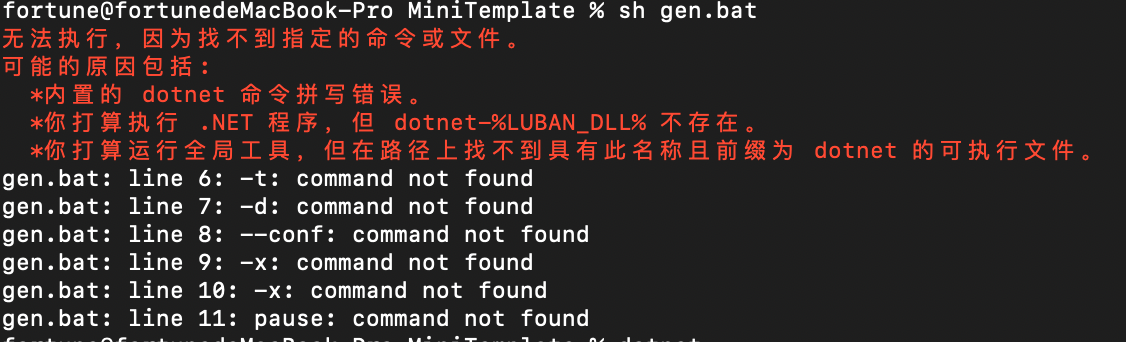 fortune@fortunedeMacBook-Pro MiniTemplate % sh gen.bat
无法执行，因为找不到指定的命令或文件。
可能的原因包括：
  *内置的 dotnet 命令拼写错误。
  *你打算执行 .NET 程序，但 dotnet-%LUBAN_DLL% 不存在。
  *你打算运行全局工具，但在路径上找不到具有此名称且前缀为 dotnet 的可执行文件。
gen.bat: line 6: -t: command not found
gen.bat: line 7: -d: command not found
gen.bat: line 8: --conf: command not found
gen.bat: line 9: -x: command not found
gen.bat: line 10: -x: command not found
gen.bat: line 11: pause: command not found
fortune@fortunedeMacBook-Pro MiniTemplate % dotnet